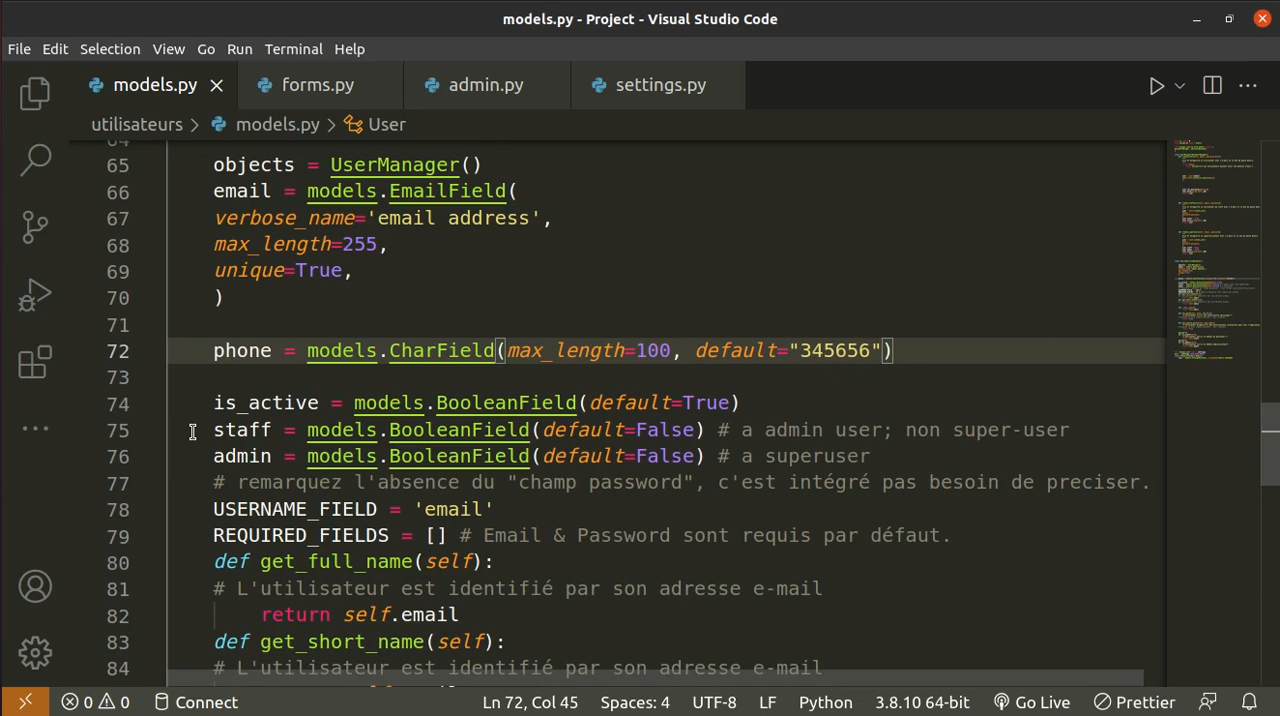 models.py - Project - Visual Studio Code
File Edit Selection View Go Run Terminal Help
models.py forms.py admin.py settings.py
utilisateurs > models.py > User
65 objects = UserManager()
66 email = models.EmailField(
67 verbose_name='email address',
68 max_length=255,
69 unique=True,
70 )
71
72 phone = models.CharField(max_length=100, default="345656")
73
74 is_active = models.BooleanField(default=True)
75 staff = models.BooleanField(default=False) # a admin user; non super-user
76 admin = models.BooleanField(default=False) # a superuser
77 # remarquez l'absence du "champ password", c'est intégré pas besoin de preciser.
78 USERNAME_FIELD = 'email'
79 REQUIRED_FIELDS = [] # Email & Password sont requis par défaut.
80 def get_full_name(self):
81 # L'utilisateur est identifié par son adresse e-mail
82 return self.email
83 def get_short_name(self):
84 # L'utilisateur est identifié par son adresse e-mail
0 0 Connect Ln 72, Col 45 Spaces: 4 UTF-8 LF Python 3.8.10 64-bit Go Live Prettier